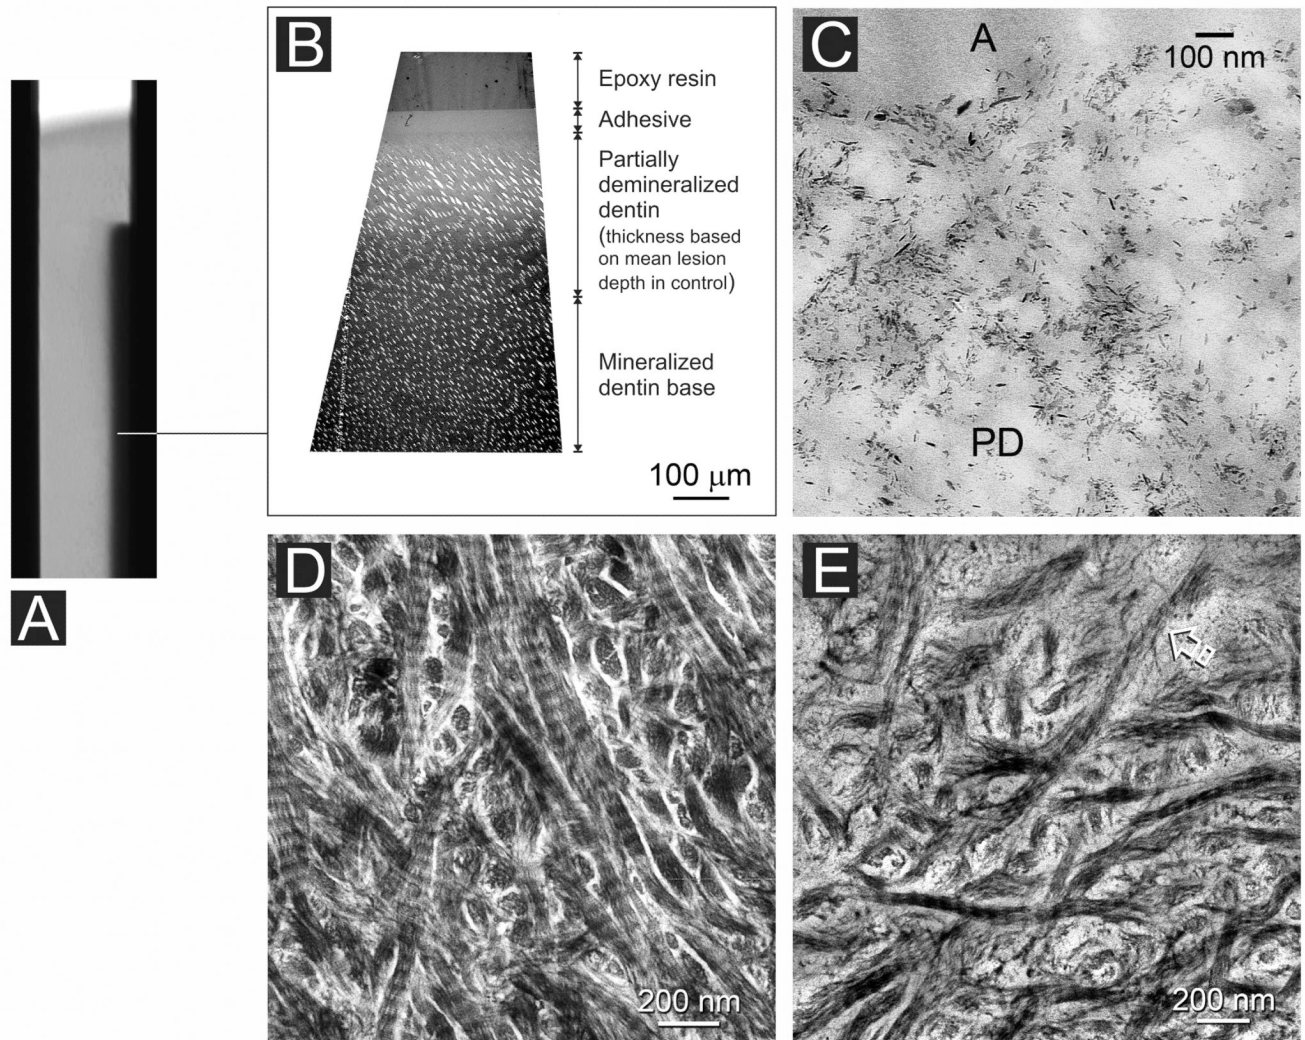 A
B
Epoxy resin
Adhesive
Partially
demineralized
dentin
(thickness based
on mean lesion
depth in control)
Mineralized
dentin base
100 μm
C
A
100 nm
PD
D
200 nm
E
200 nm